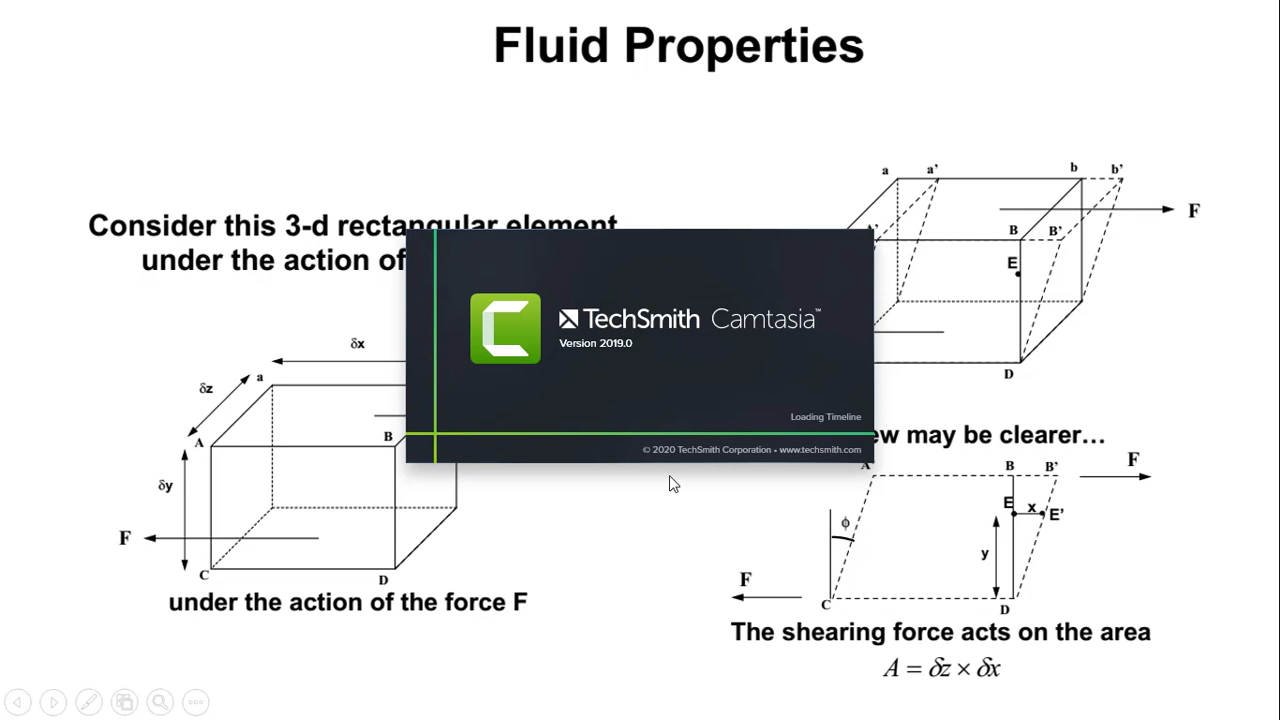 Fluid Properties
Consider this 3-d rectangular element
under the action of
δx
δz
a
A
B
δy
F
C
D
under the action of the force F
TechSmith Camtasia™
Version 2019.0
Loading Timeline
© 2020 TechSmith Corporation • www.techsmith.com
a
a’
b
b’
F
A’
B
B’
E
D
ew may be clearer…
A
B
B’
F
E
x
E’
ϕ
y
F
C
D
The shearing force acts on the area
A = δz × δx